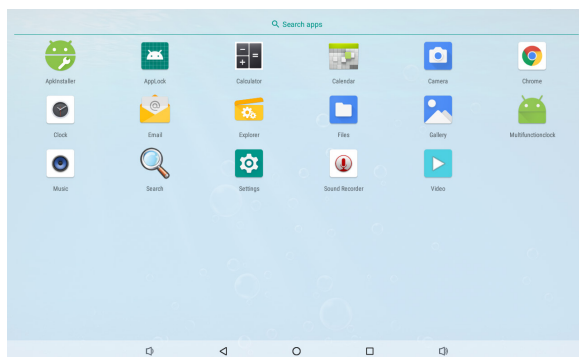 Search apps
ApkInstaller AppLock Calculator Calendar Camera Chrome
Clock Email Explorer Files Gallery Multifunctionclock
Music Search Settings Sound Recorder Video